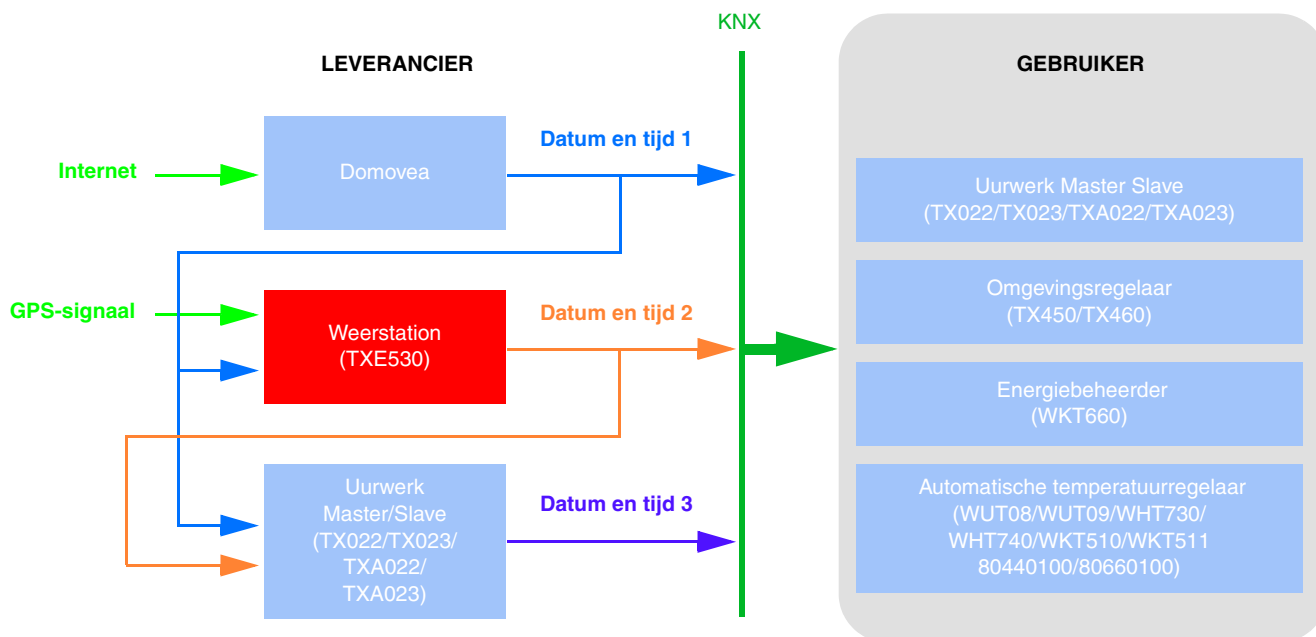 KNX
LEVERANCIER
GEBRUIKER
Internet
Domovea
Datum en tijd 1
GPS-signaal
Weerstation
(TXE530)
Datum en tijd 2
Uurwerk
Master/Slave
(TX022/TX023/
TXA022/
TXA023)
Datum en tijd 3
Uurwerk Master Slave
(TX022/TX023/TXA022/TXA023)
Omgevingsregelaar
(TX450/TX460)
Energiebeheerder
(WKT660)
Automatische temperatuurregelaar
(WUT08/WUT09/WHT730/
WHT740/WKT510/WKT511
80440100/80660100)